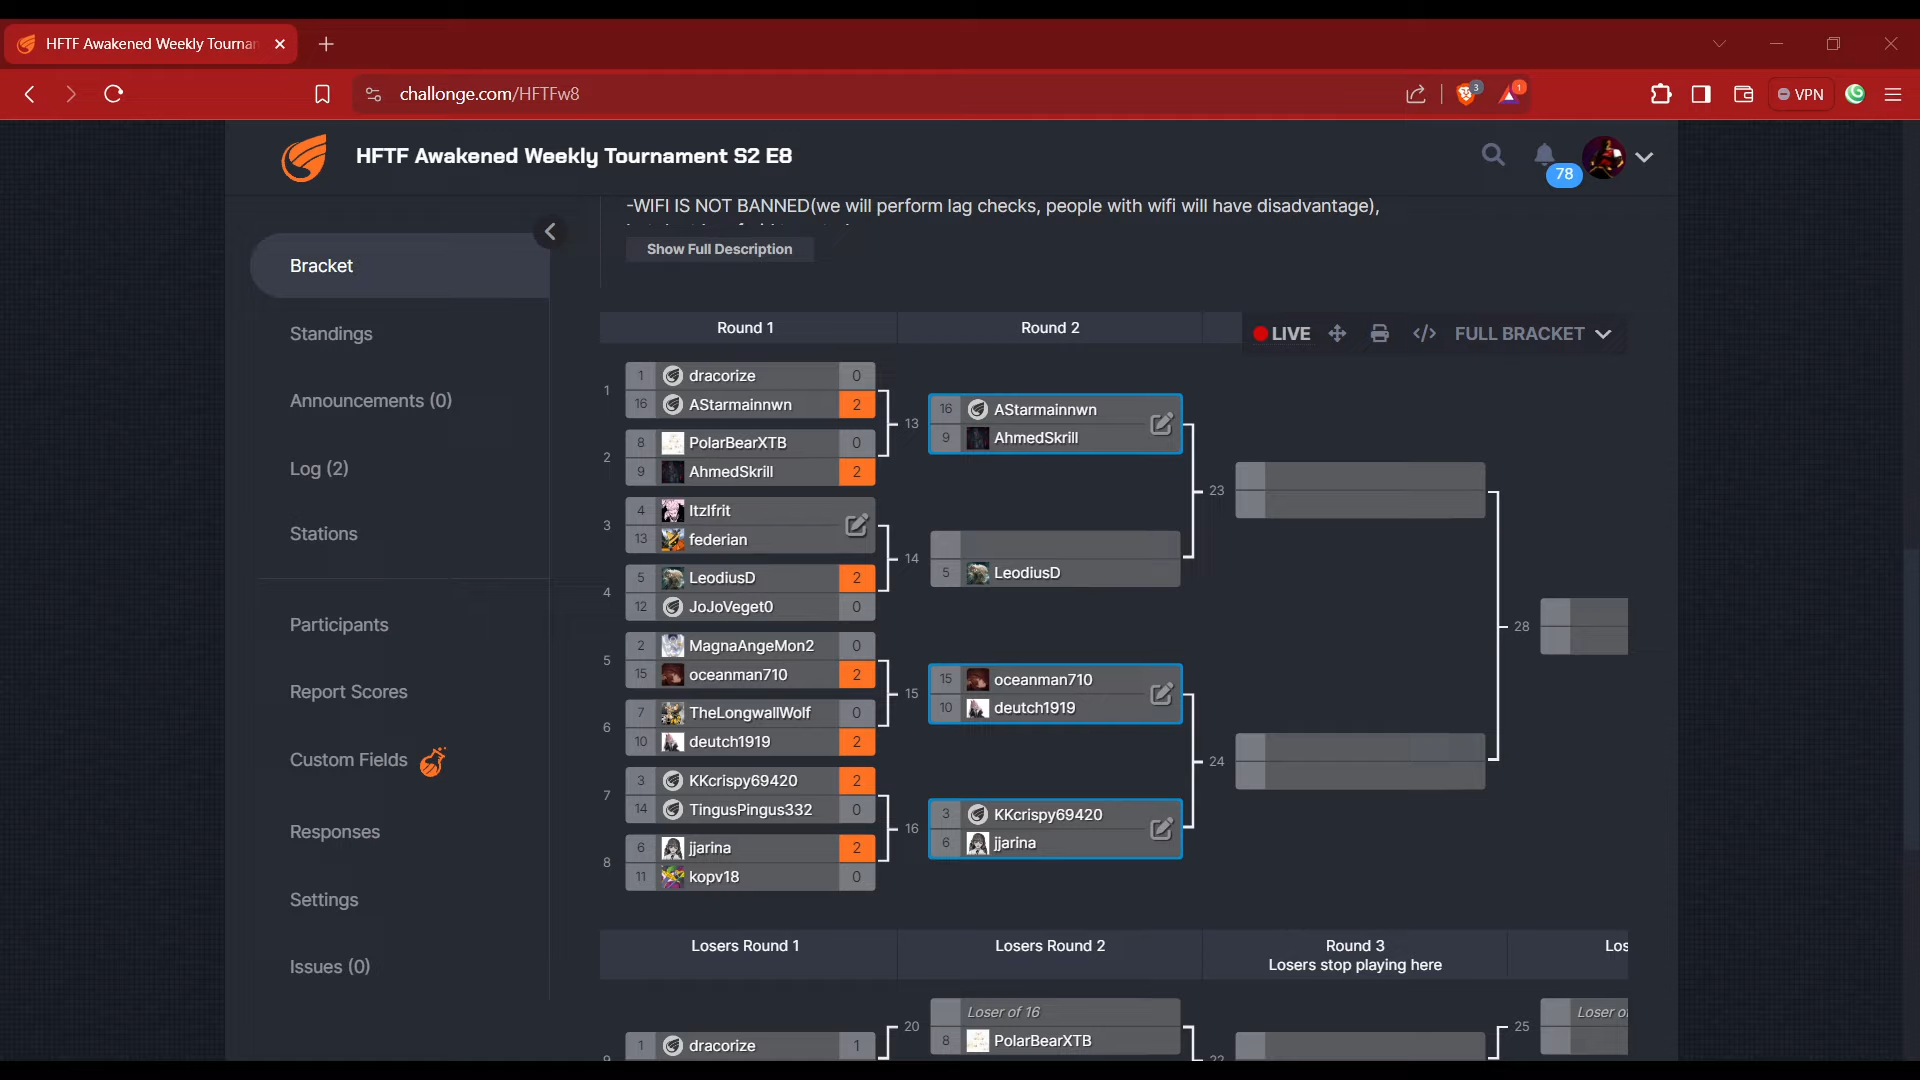 HFTF Awakened Weekly Tournam
challonge.com/HFTFw8
3
1
VPN
HFTF Awakened Weekly Tournament S2 E8
78
-WIFI IS NOT BANNED(we will perform lag checks, people with wifi will have disadvantage),
Show Full Description
Bracket
Standings
Announcements (0)
Log (2)
Stations
Participants
Report Scores
Custom Fields
Responses
Settings
Issues (0)
Round 1
Round 2
LIVE
FULL BRACKET
1
1 dracorize 0
16 AStarmainnwn 2
2
8 PolarBearXTB 0
9 AhmedSkrill 2
3
4 ItzIfrit
13 federian
4
5 LeodiusD 2
12 JoJoVeget0 0
5
2 MagnaAngeMon2 0
15 oceanman710 2
6
7 TheLongwallWolf 0
10 deutch1919 2
7
3 KKcrispy69420 2
14 TingusPingus332 0
8
6 jjarina 2
11 kopv18 0
13
16 AStarmainnwn
9 AhmedSkrill
14
5 LeodiusD
15
15 oceanman710
10 deutch1919
16
3 KKcrispy69420
6 jjarina
23
24
28
Losers Round 1
Losers Round 2
Round 3
Losers stop playing here
Los
1 dracorize 1
20
Loser of 16
8 PolarBearXTB
25
Loser of